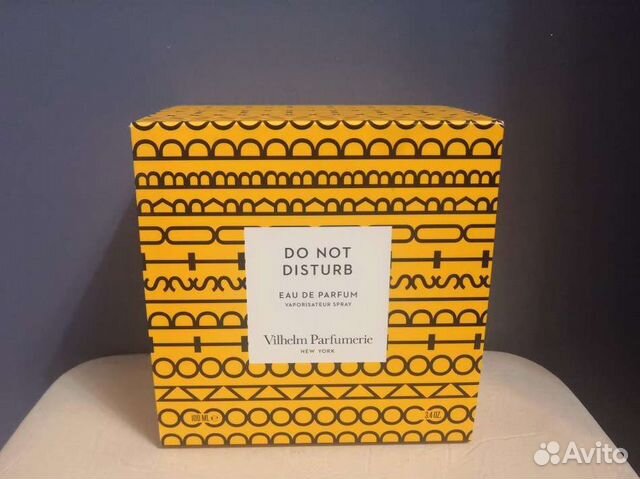 DO NOT
DISTURB
EAU DE PARFUM
VAPORISATEUR SPRAY
Vilhelm Parfumerie
NEW YORK
100 ML ℮
3.4 OZ.
Avito